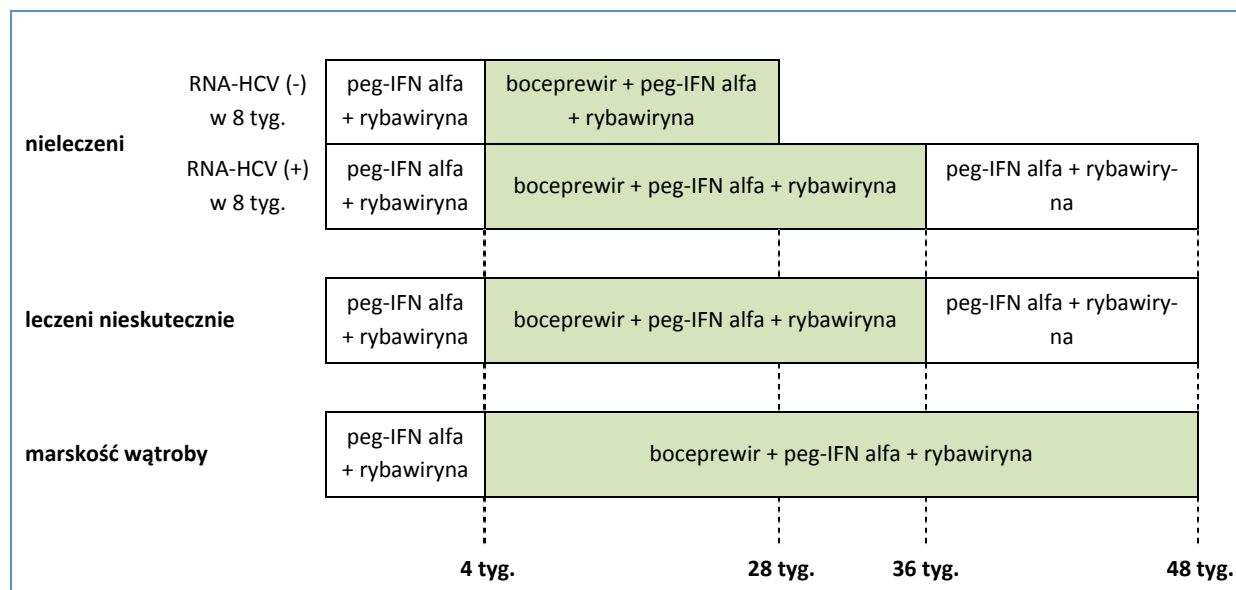 RNA-HCV (-)
w 8 tyg.
peg-IFN alfa
+ rybawiryna
boceprewir + peg-IFN alfa
+ rybawiryna
nieleczeni
RNA-HCV (+)
w 8 tyg.
peg-IFN alfa
+ rybawiryna
boceprewir + peg-IFN alfa + rybawiryna
peg-IFN alfa + rybawiry-
na
leczeni nieskutecznie
peg-IFN alfa
+ rybawiryna
boceprewir + peg-IFN alfa + rybawiryna
peg-IFN alfa + rybawiry-
na
marskość wątroby
peg-IFN alfa
+ rybawiryna
boceprewir + peg-IFN alfa + rybawiryna
4 tyg.
28 tyg.
36 tyg.
48 tyg.